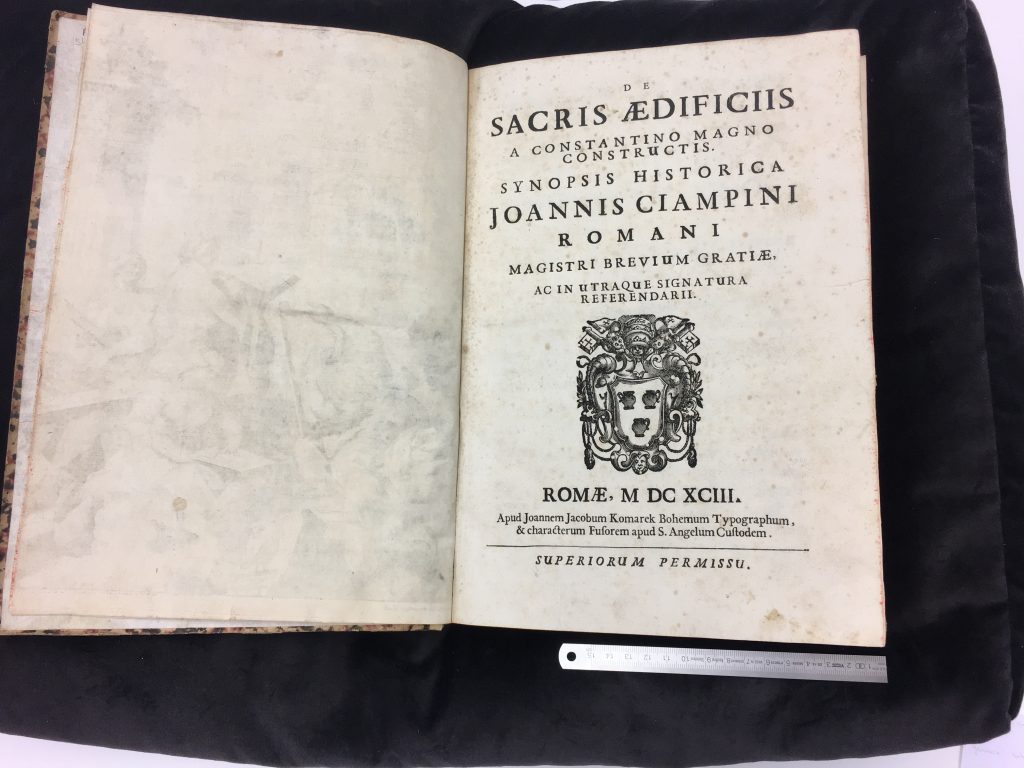 DE
SACRIS ÆDIFICIIS
A CONSTANTINO MAGNO
CONSTRUCTIS.
SYNOPSIS HISTORICA
JOANNIS CIAMPINI
ROMANI
MAGISTRI BREVIUM GRATIÆ,
AC IN UTRAQUE SIGNATURA
REFERENDARII.
ROMÆ, M DC XCIII.
Apud Joannem Jacobum Komarek Bohemum Typographum,
& characterum Fuſorem apud S. Angelum Cuſtodem.
SUPERIORUM PERMISSU.